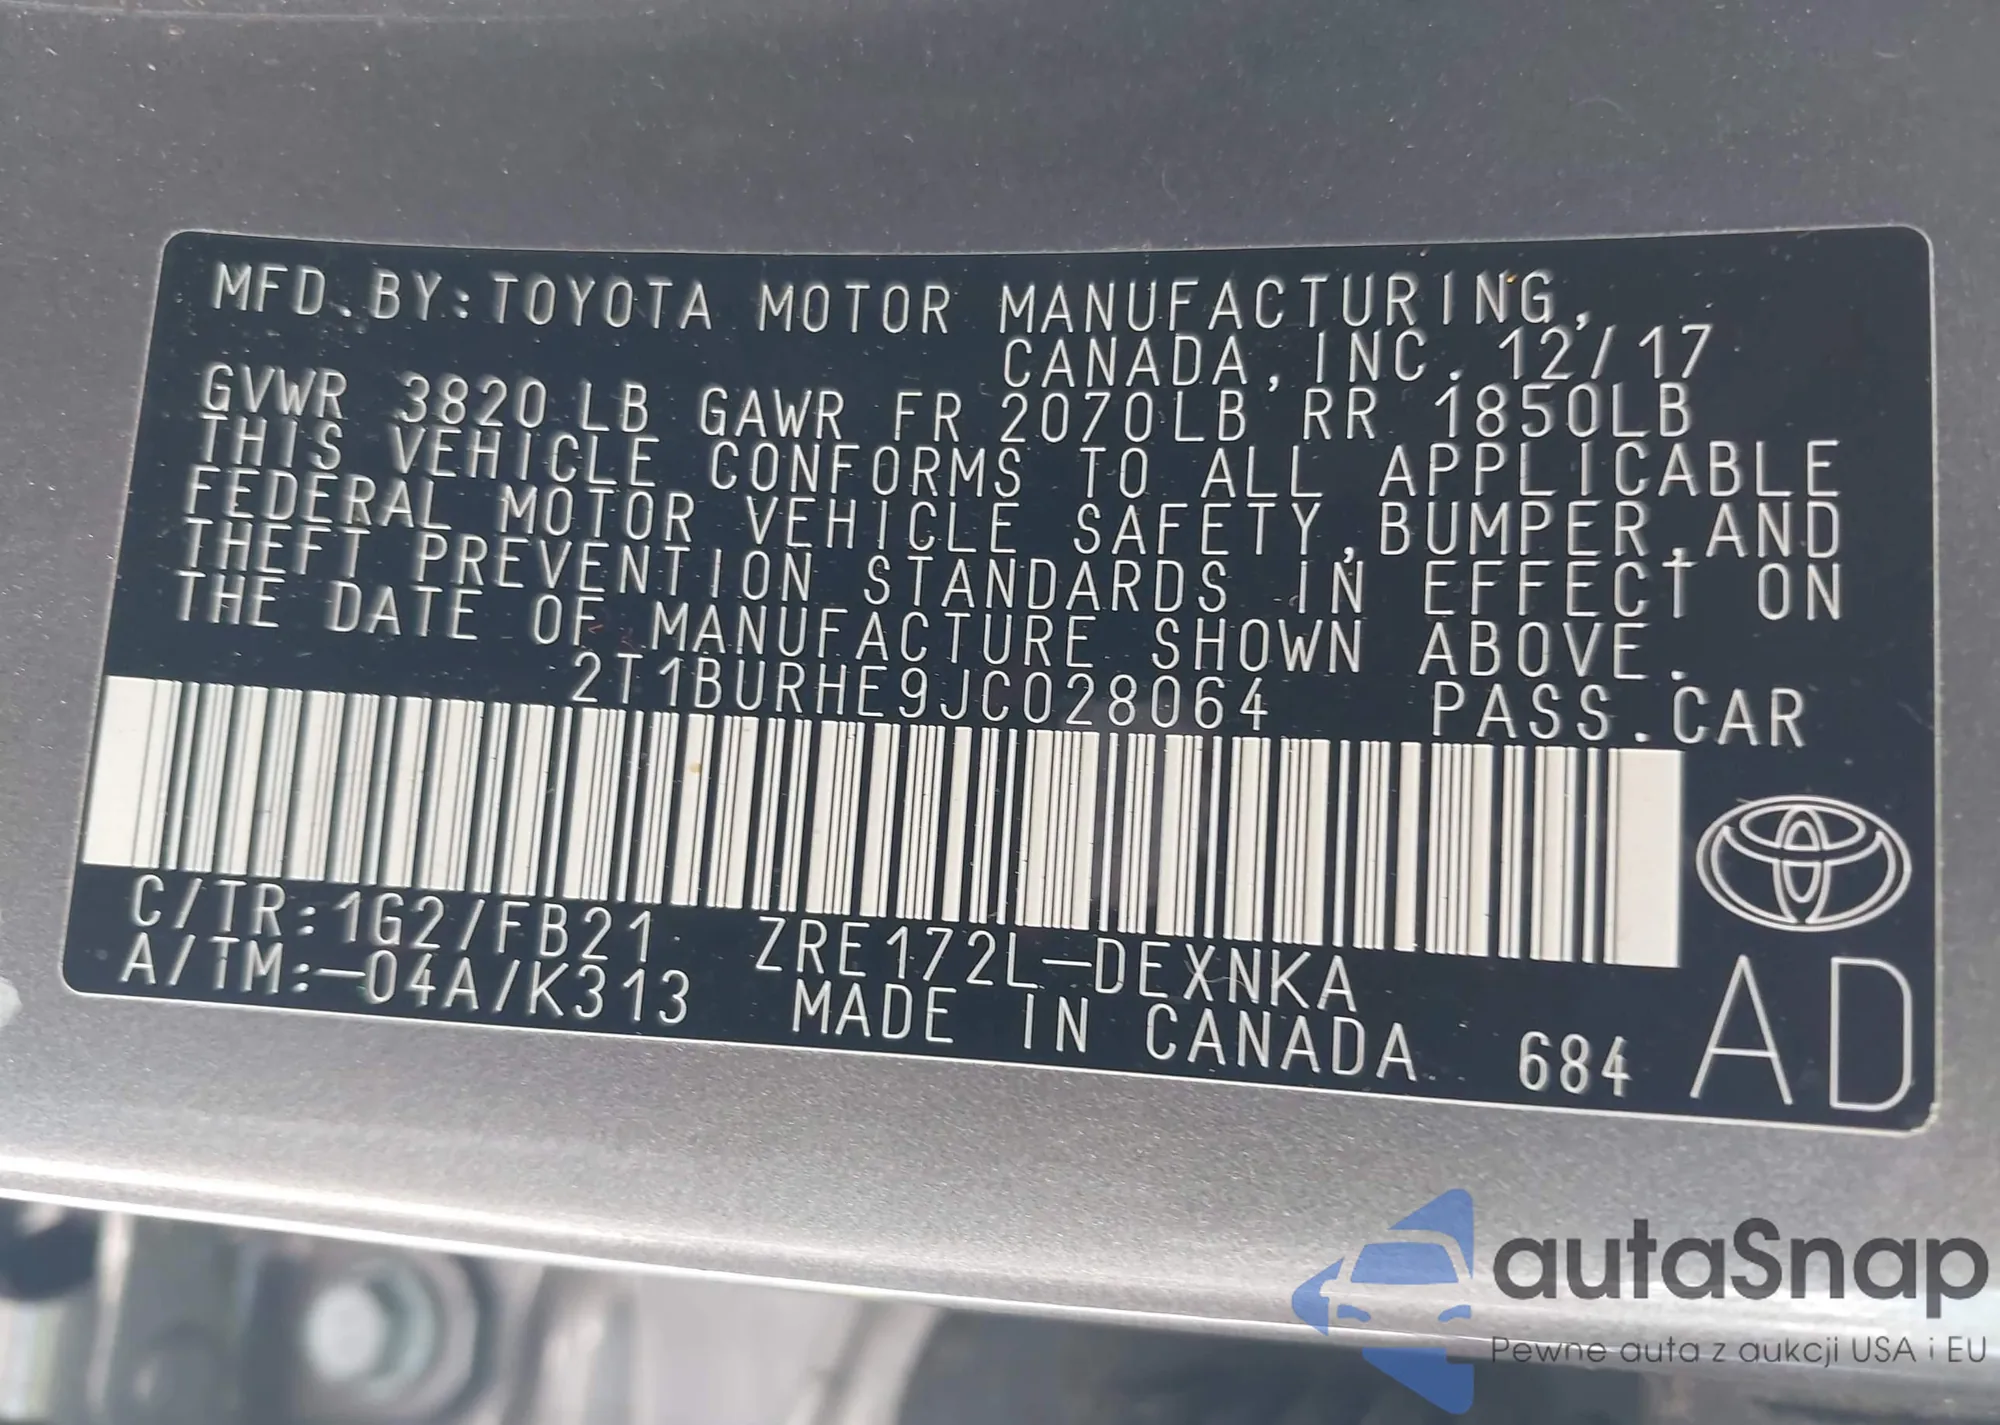 MFD.BY:TOYOTA MOTOR MANUFACTURING,
CANADA,INC. 12/17
GVWR 3820LB GAWR FR 2070LB RR 1850LB
THIS VEHICLE CONFORMS TO ALL APPLICABLE
FEDERAL MOTOR VEHICLE SAFETY,BUMPER,AND
THEFT PREVENTION STANDARDS IN EFFECT ON
THE DATE OF MANUFACTURE SHOWN ABOVE.
2T1BURHE9JC028064 PASS.CAR
C/TR:1G2/FB21 ZRE172L-DEXNKA
A/TM:-04A/K313 MADE IN CANADA 684 AD
autaSnap
Pewne auta z aukcji USA i EU